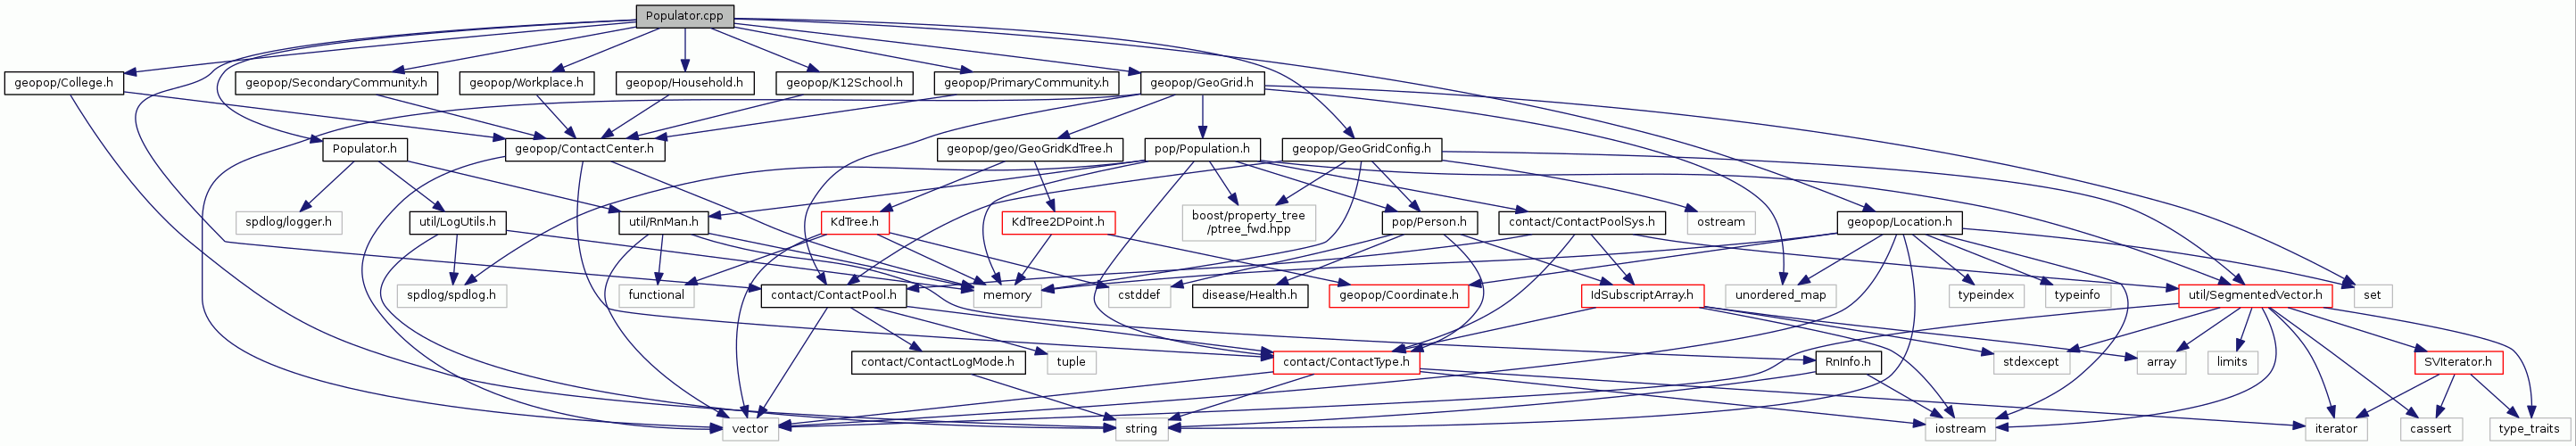 Populator.cpp
geopop/College.h
geopop/SecondaryCommunity.h
geopop/Workplace.h
geopop/Household.h
geopop/K12School.h
geopop/PrimaryCommunity.h
geopop/GeoGrid.h
Populator.h
geopop/ContactCenter.h
geopop/geo/GeoGridKdTree.h
pop/Population.h
geopop/GeoGridConfig.h
spdlog/logger.h
util/LogUtils.h
util/RnMan.h
KdTree.h
KdTree2DPoint.h
boost/property_tree
/ptree_fwd.hpp
pop/Person.h
contact/ContactPoolSys.h
ostream
geopop/Location.h
spdlog/spdlog.h
functional
contact/ContactPool.h
memory
cstddef
disease/Health.h
geopop/Coordinate.h
IdSubscriptArray.h
unordered_map
typeindex
typeinfo
util/SegmentedVector.h
set
contact/ContactLogMode.h
tuple
contact/ContactType.h
RnInfo.h
stdexcept
array
limits
SVIterator.h
vector
string
iostream
iterator
cassert
type_traits